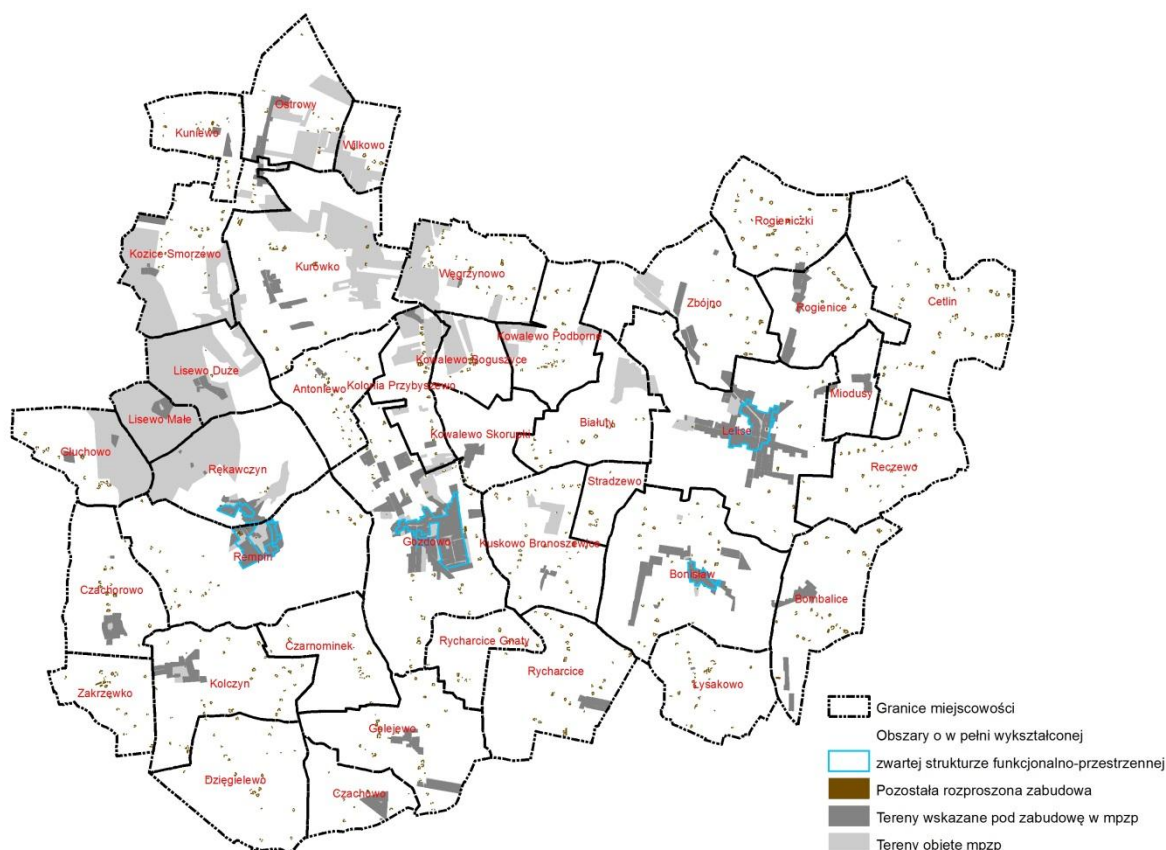 Ostrowy
Kuniewo
Wilkowo
Rogieniczki
Kozice Smorzewo
Kurówko
Węgrzynowo
Zbójno
Rogienice
Cetlin
Kowalewo Podborne
Kowalewo Boguszyce
Lisewo Duże
Antoniewo
Kolonia Przybyszewo
Miodusy
Lisewo Małe
Kowalewo Skorupki
Białuty
Lelice
Głuchowo
Rękawczyn
Stradzewo
Reczewo
Rempin
Gozdowo
Kuskowo Bronoszewice
Bonisław
Bombalice
Czachorowo
Czarnominek
Rycharcice Gnaty
Rycharcice
Łysakowo
Zakrzewko
Kolczyn
Golejewo
Dzięgielewo
Czachowo
Granice miejscowości
Obszary o w pełni wykształconej
zwartej strukturze funkcjonalno-przestrzennej
Pozostała rozproszona zabudowa
Tereny wskazane pod zabudowę w mpzp
Tereny objęte mpzp